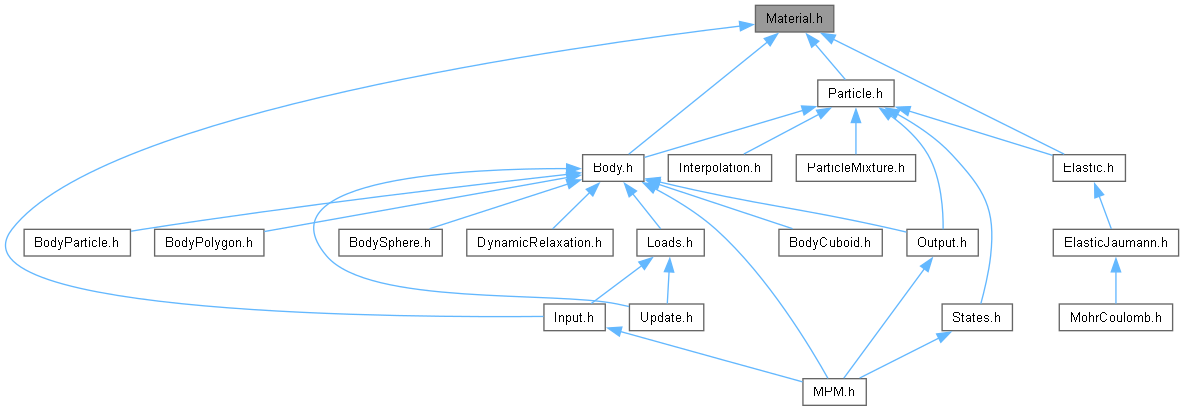 Material.h
Particle.h
Body.h
Interpolation.h
ParticleMixture.h
Elastic.h
BodyParticle.h
BodyPolygon.h
BodySphere.h
DynamicRelaxation.h
Loads.h
BodyCuboid.h
Output.h
ElasticJaumann.h
Input.h
Update.h
States.h
MohrCoulomb.h
MPM.h